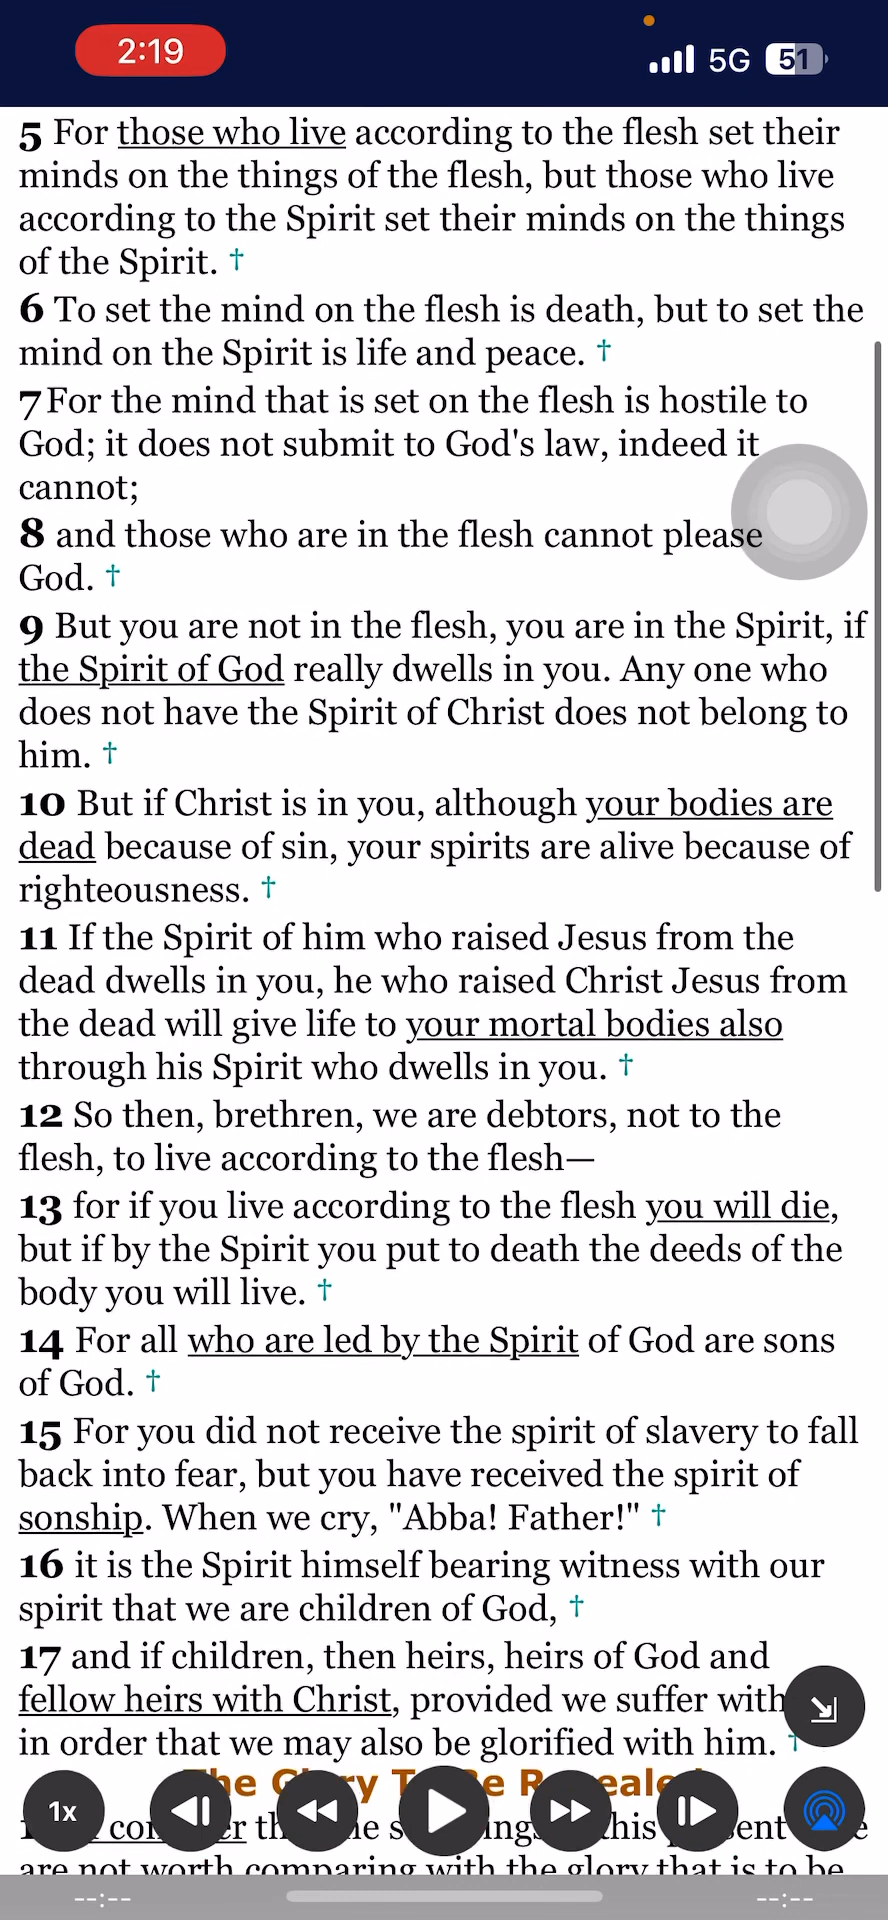 2:19
5G 51
5 For those who live according to the flesh set their
minds on the things of the flesh, but those who live
according to the Spirit set their minds on the things
of the Spirit. †
6 To set the mind on the flesh is death, but to set the
mind on the Spirit is life and peace. †
7 For the mind that is set on the flesh is hostile to
God; it does not submit to God's law, indeed it
cannot;
8 and those who are in the flesh cannot please
God. †
9 But you are not in the flesh, you are in the Spirit, if
the Spirit of God really dwells in you. Any one who
does not have the Spirit of Christ does not belong to
him. †
10 But if Christ is in you, although your bodies are
dead because of sin, your spirits are alive because of
righteousness. †
11 If the Spirit of him who raised Jesus from the
dead dwells in you, he who raised Christ Jesus from
the dead will give life to your mortal bodies also
through his Spirit who dwells in you. †
12 So then, brethren, we are debtors, not to the
flesh, to live according to the flesh—
13 for if you live according to the flesh you will die,
but if by the Spirit you put to death the deeds of the
body you will live. †
14 For all who are led by the Spirit of God are sons
of God. †
15 For you did not receive the spirit of slavery to fall
back into fear, but you have received the spirit of
sonship. When we cry, "Abba! Father!" †
16 it is the Spirit himself bearing witness with our
spirit that we are children of God, †
17 and if children, then heirs, heirs of God and
fellow heirs with Christ, provided we suffer with
in order that we may also be glorified with him. †
The Glory To Be Revealed
1x
are not worth comparing with the glory that is to be
--:-- --:--